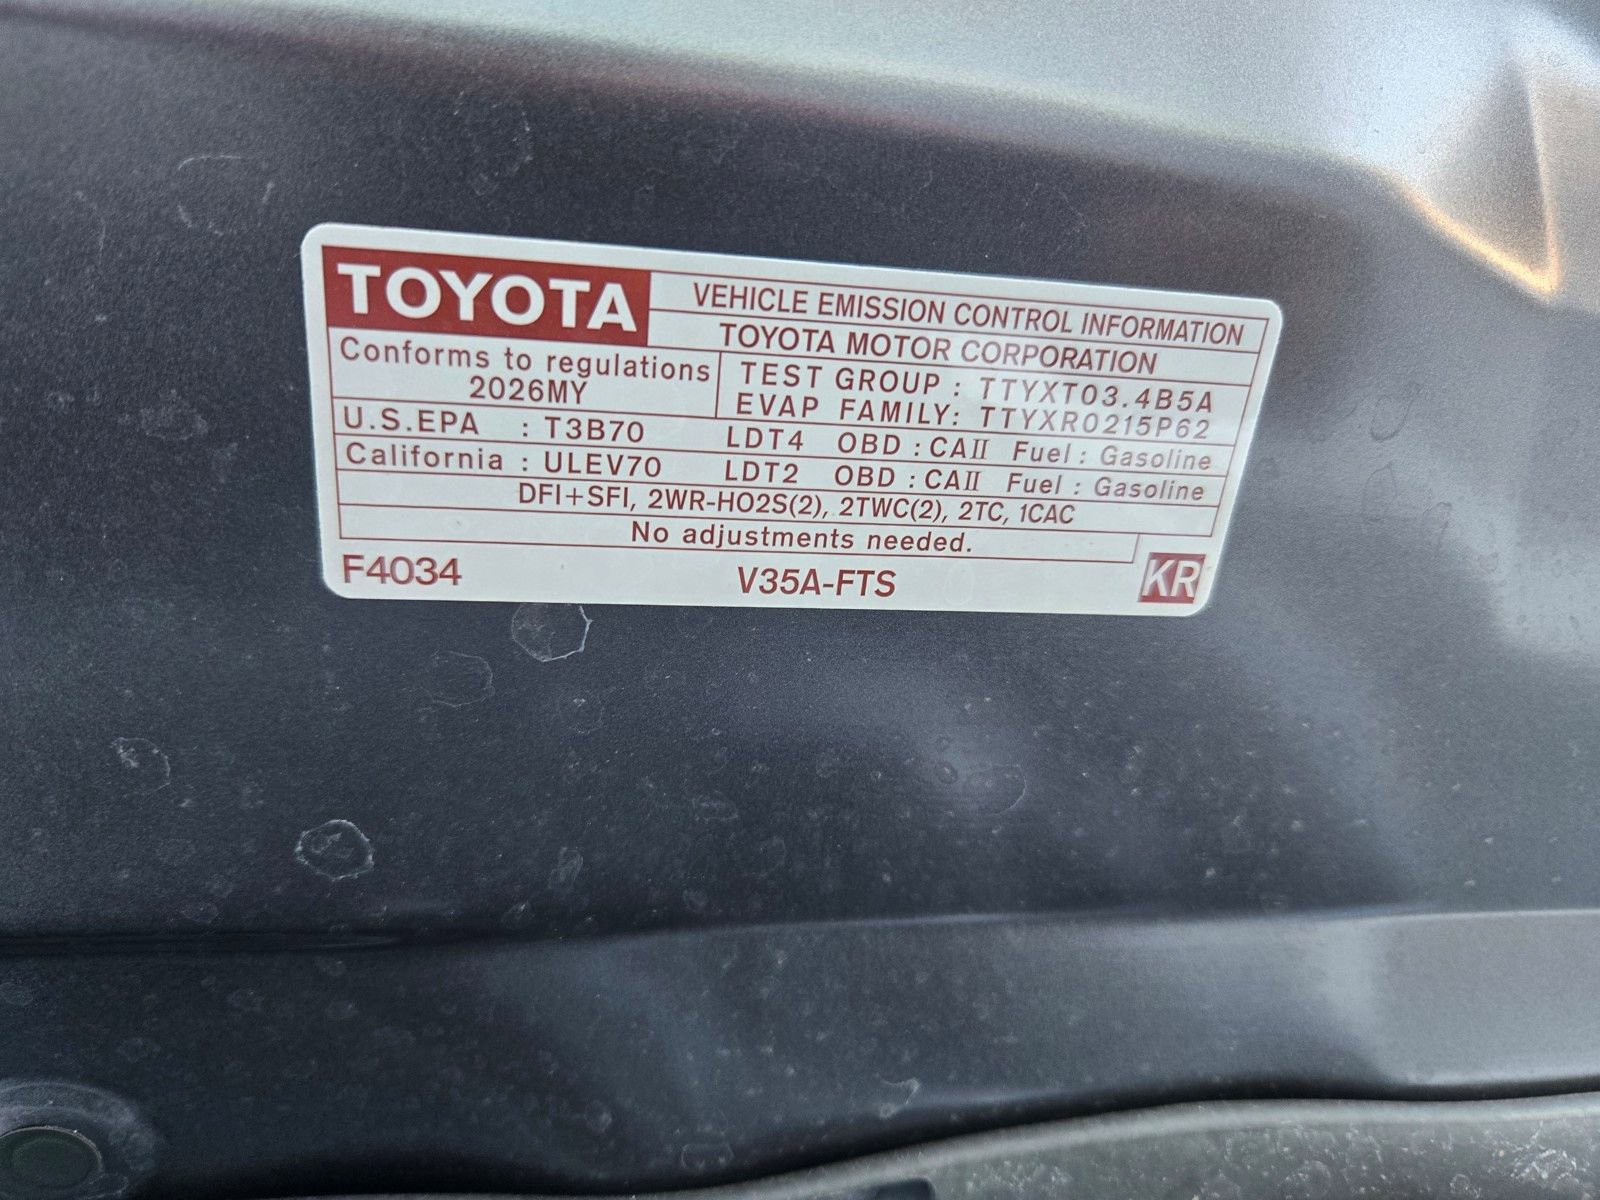 TOYOTA
VEHICLE EMISSION CONTROL INFORMATION
TOYOTA MOTOR CORPORATION
Conforms to regulations
2026MY
TEST GROUP : TTYXT03.4B5A
EVAP FAMILY: TTYXR0215P62
U.S.EPA : T3B70 LDT4 OBD : CAII Fuel : Gasoline
California : ULEV70 LDT2 OBD : CAII Fuel : Gasoline
DFI+SFI, 2WR-HO2S(2), 2TWC(2), 2TC, 1CAC
No adjustments needed.
F4034 V35A-FTS KR